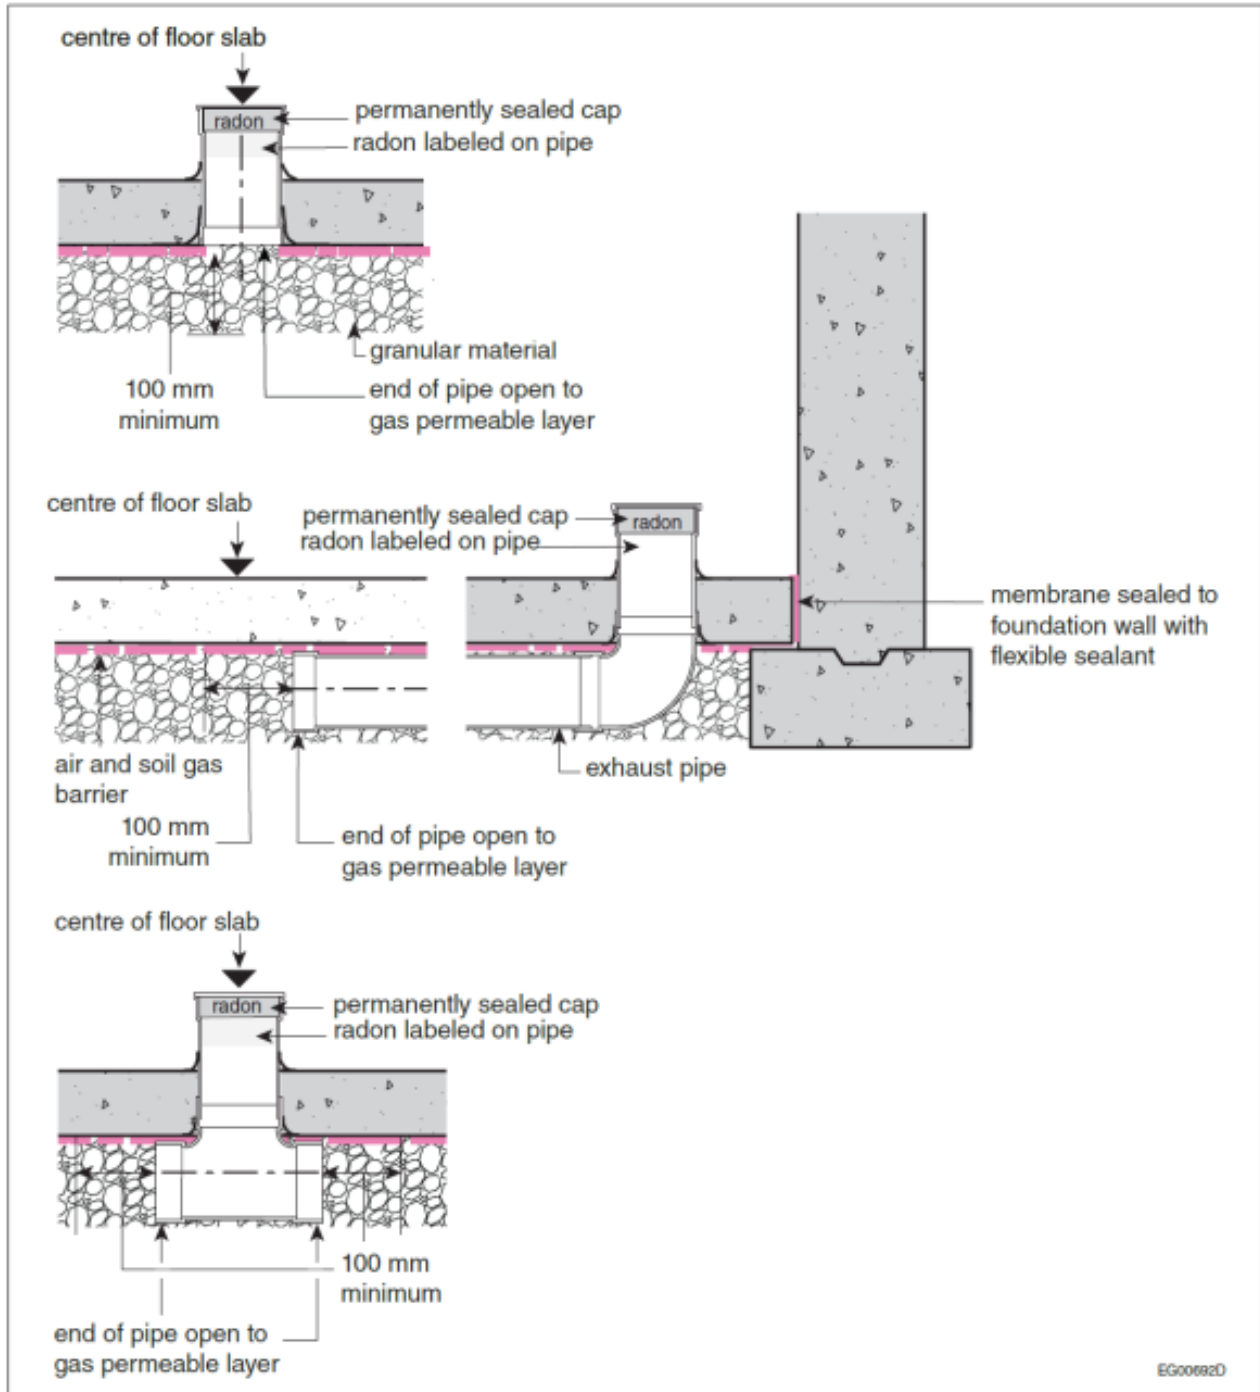 centre of floor slab
radon
permanently sealed cap
radon labeled on pipe
granular material
100 mm
minimum
end of pipe open to
gas permeable layer
centre of floor slab
permanently sealed cap
radon labeled on pipe
radon
membrane sealed to
foundation wall with
flexible sealant
air and soil gas
barrier
exhaust pipe
100 mm
minimum
end of pipe open to
gas permeable layer
centre of floor slab
radon
permanently sealed cap
radon labeled on pipe
100 mm
minimum
end of pipe open to
gas permeable layer
EG00692D